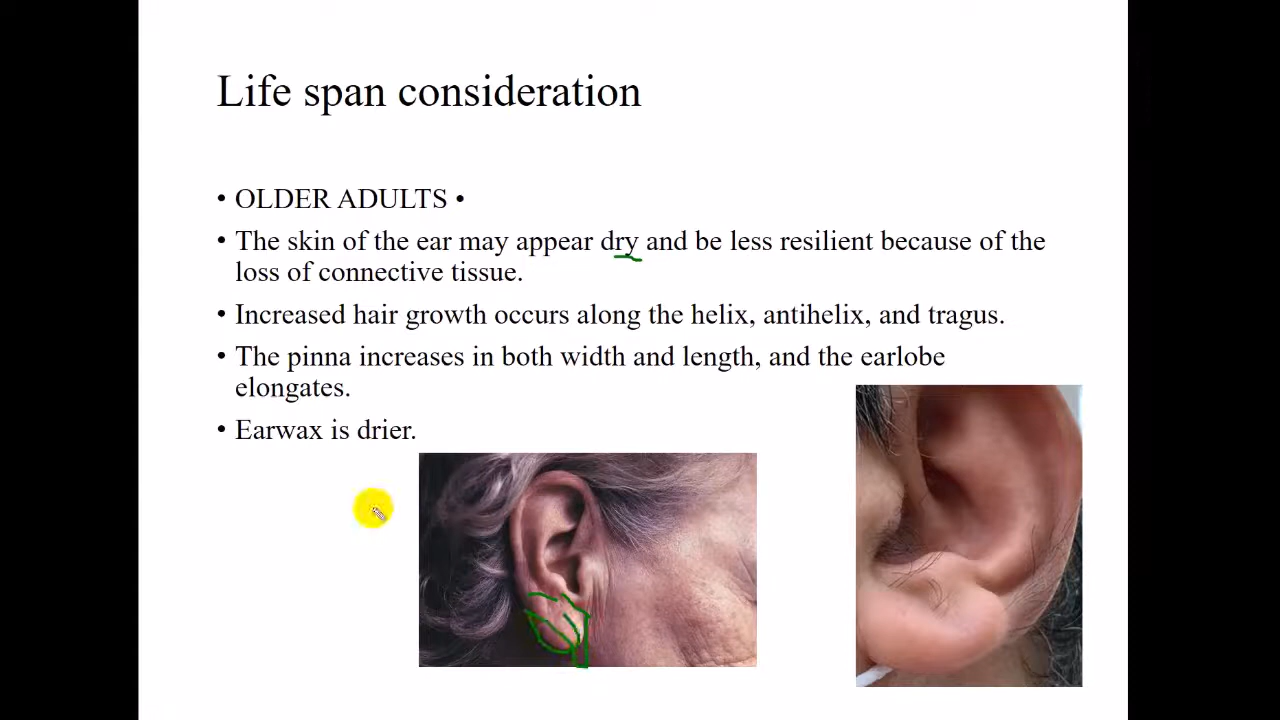 Life span consideration
• OLDER ADULTS •
• The skin of the ear may appear dry and be less resilient because of the
loss of connective tissue.
• Increased hair growth occurs along the helix, antihelix, and tragus.
• The pinna increases in both width and length, and the earlobe
elongates.
• Earwax is drier.